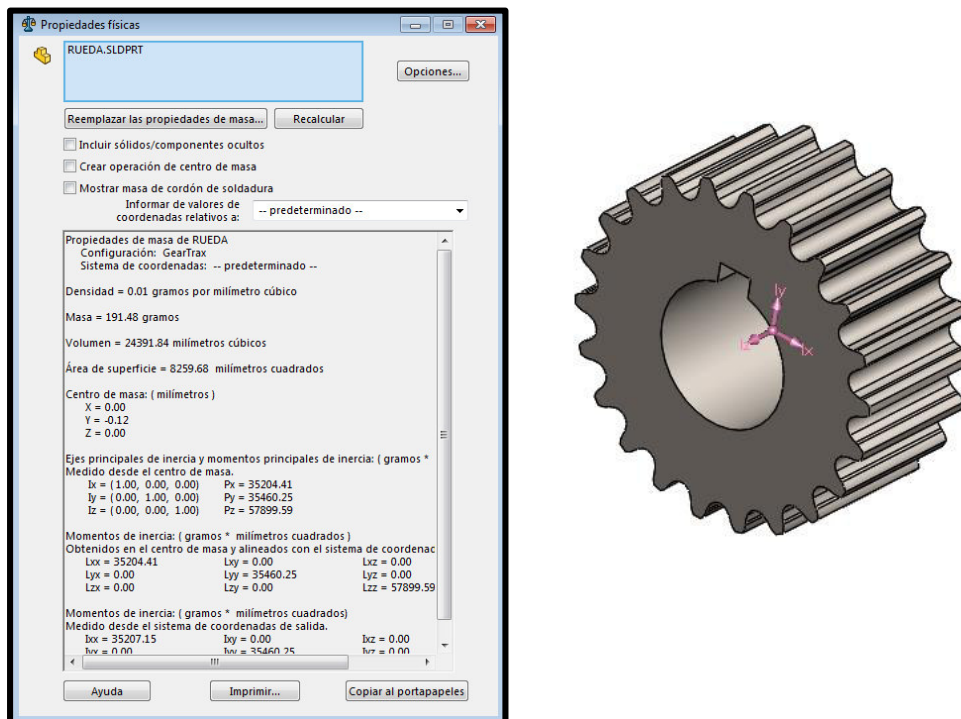 Propiedades físicas
RUEDA.SLDPRT
Opciones...
Reemplazar las propiedades de masa...
Recalcular
Incluir sólidos/componentes ocultos
Crear operación de centro de masa
Mostrar masa de cordón de soldadura
Informar de valores de
coordenadas relativos a:
-- predeterminado --
Propiedades de masa de RUEDA
Configuración: GearTrax
Sistema de coordenadas: -- predeterminado --
Densidad = 0.01 gramos por milímetro cúbico
Masa = 191.48 gramos
Volumen = 24391.84 milímetros cúbicos
Área de superficie = 8259.68 milímetros cuadrados
Centro de masa: ( milímetros )
X = 0.00
Y = -0.12
Z = 0.00
Ejes principales de inercia y momentos principales de inercia: ( gramos *
Medido desde el centro de masa.
Ix = ( 1.00, 0.00, 0.00) Px = 35204.41
Iy = ( 0.00, 1.00, 0.00) Py = 35460.25
Iz = ( 0.00, 0.00, 1.00) Pz = 57899.59
Momentos de inercia: ( gramos * milímetros cuadrados )
Obtenidos en el centro de masa y alineados con el sistema de coordenac
Lxx = 35204.41 Lxy = 0.00 Lxz = 0.00
Lyx = 0.00 Lyy = 35460.25 Lyz = 0.00
Lzx = 0.00 Lzy = 0.00 Lzz = 57899.59
Momentos de inercia: ( gramos * milímetros cuadrados)
Medido desde el sistema de coordenadas de salida.
Ixx = 35207.15 Ixy = 0.00 Ixz = 0.00
Iyx = 0.00 Iyy = 35460.25 Iyz = 0.00
Ayuda
Imprimir...
Copiar al portapapeles
Iy
Iz
Ix